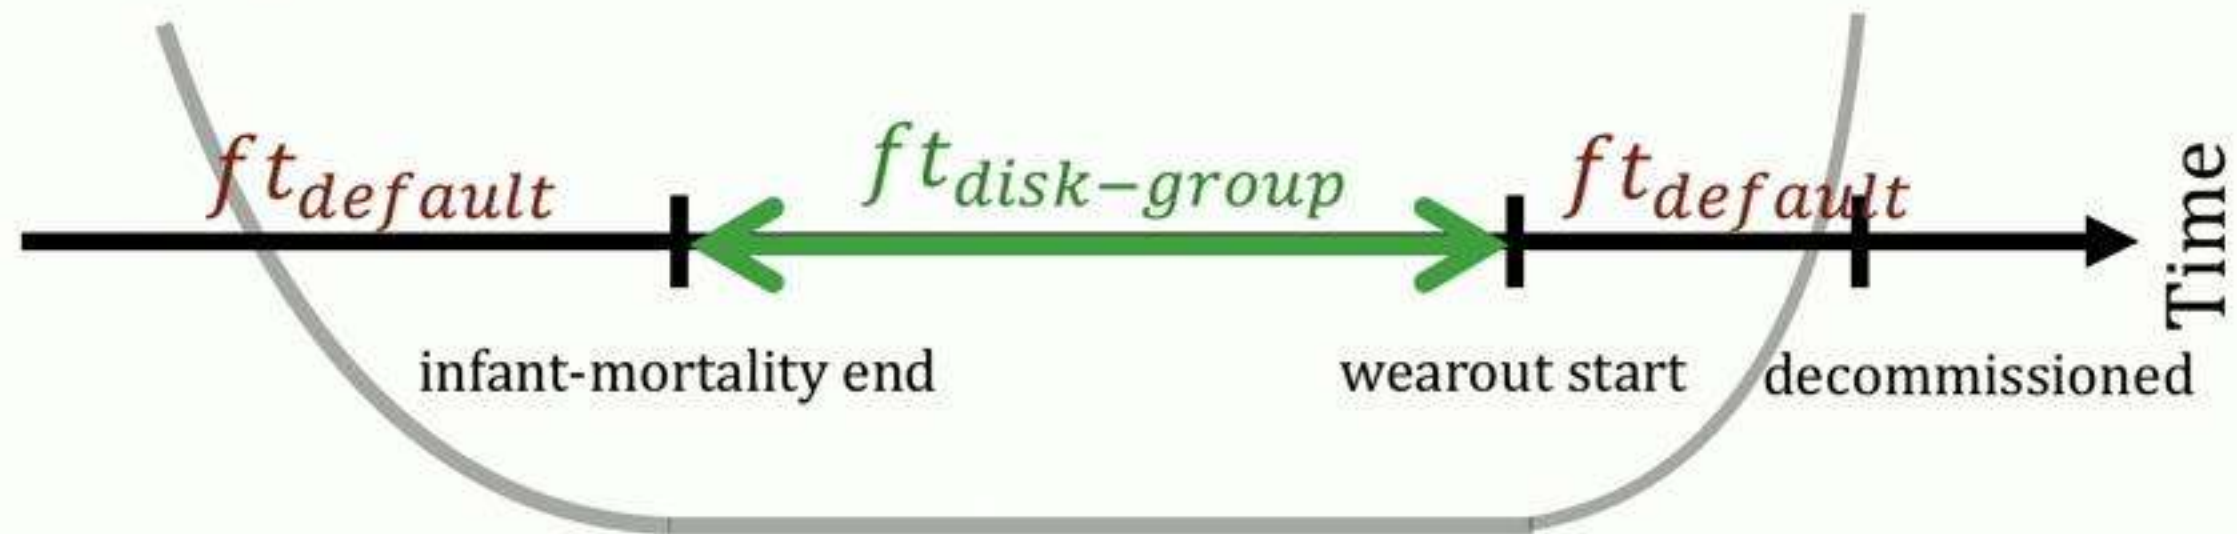 ft_default
ft_disk−group
ft_default
Time
infant-mortality end
wearout start
decommissioned